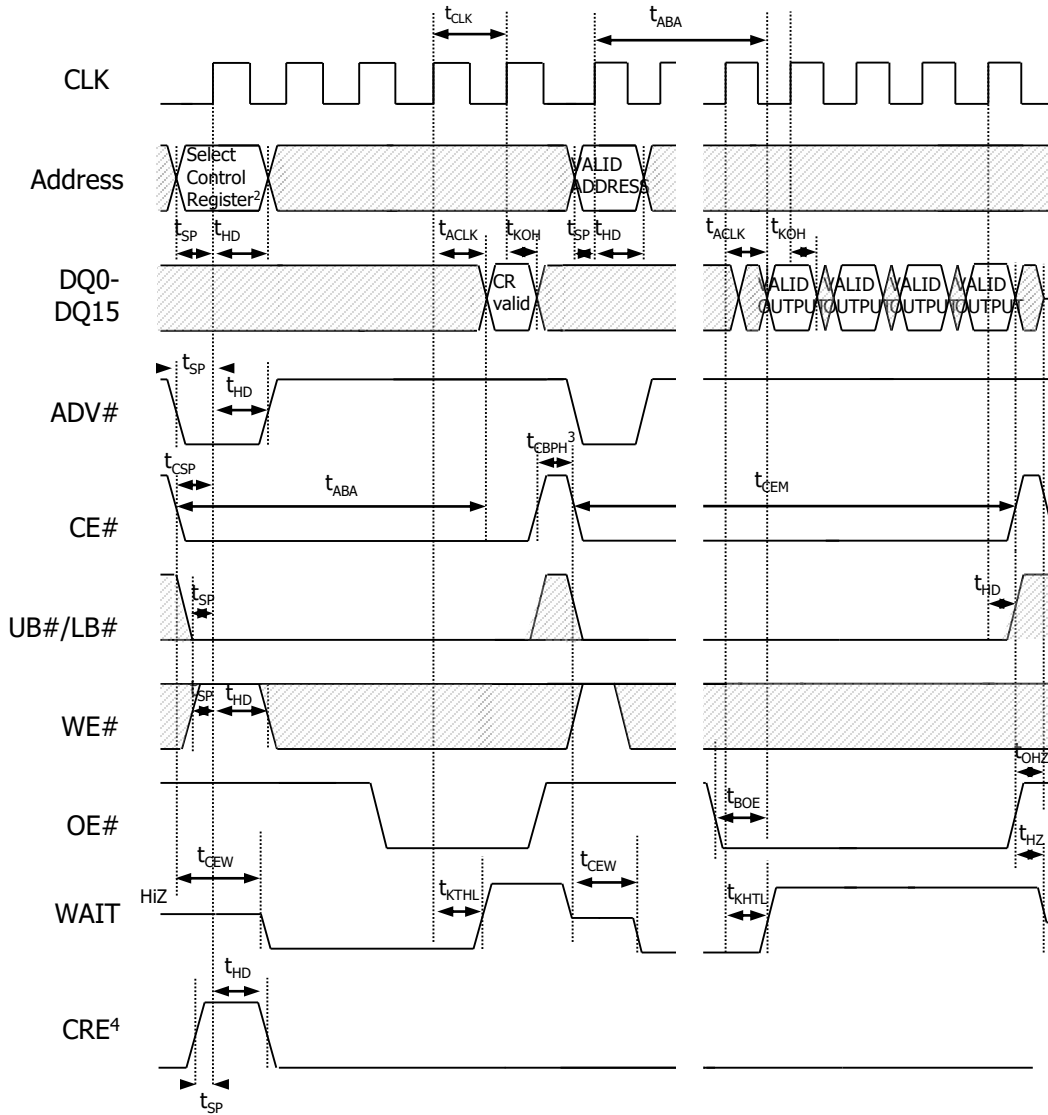 tCLK
tABA
CLK
Address
Select
Control
Register2
VALID
ADDRESS
tSP
tHD
tACLK
tKOH
tSP
tHD
tACLK
tKOH
DQ0-
DQ15
CR
valid
VALID
OUTPUT
VALID
OUTPUT
VALID
OUTPUT
VALID
OUTPUT
tSP
tHD
ADV#
tCBPH3
tCSP
tABA
tCEM
CE#
tSP
tHD
UB#/LB#
tSP
tHD
WE#
tOHZ
tBOE
OE#
tHZ
tCEW
tCEW
HiZ
tKTHL
tKHTL
WAIT
tHD
CRE4
tSP